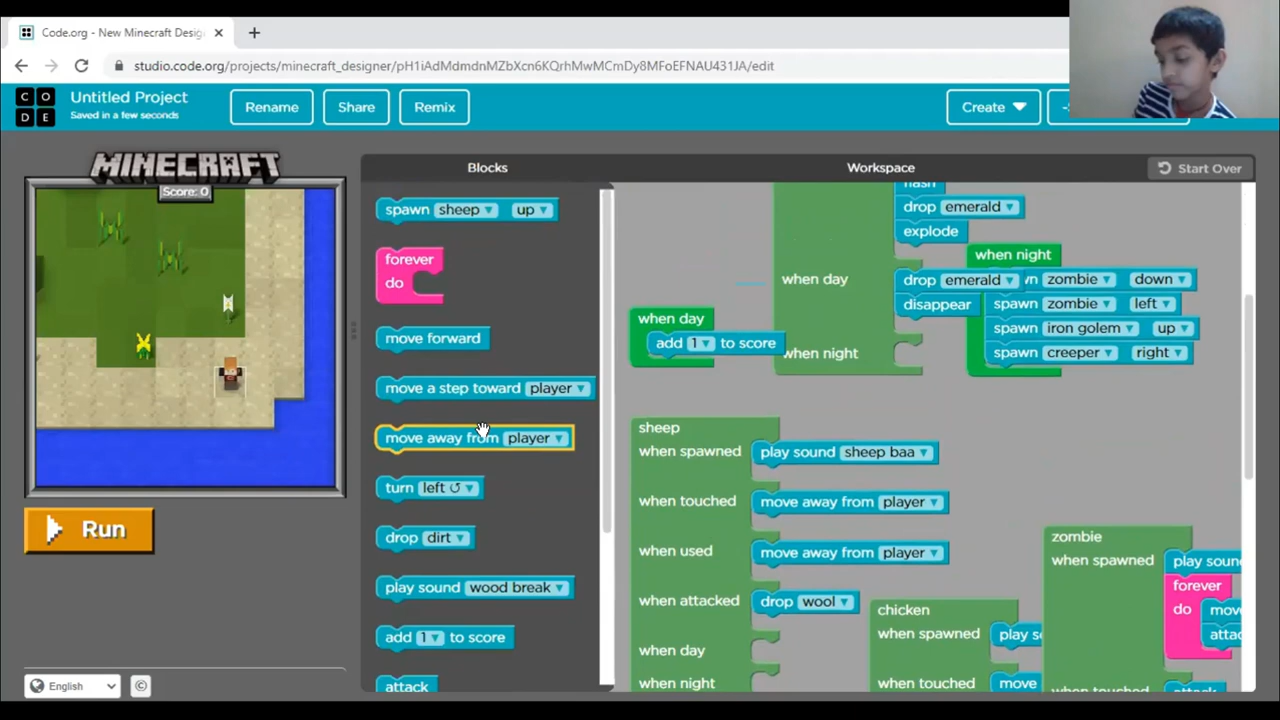 Code.org - New Minecraft Desig
studio.code.org/projects/minecraft_designer/pH1iAdMdmdnMZbXcn6KQrhMwMCmDy8MFoEFNAU431JA/edit
C O D E
Untitled Project
Saved in a few seconds
Rename
Share
Remix
Create
MINECRAFT
Score: 0
Run
English
©
Blocks
spawn sheep up
forever
do
move forward
move a step toward player
move away from player
turn left
drop dirt
play sound wood break
add 1 to score
attack
Workspace
Start Over
drop emerald
explode
when day
drop emerald
disappear
when night
when night
zombie down
spawn zombie left
spawn iron golem up
spawn creeper right
when day
add 1 to score
sheep
when spawned play sound sheep baa
when touched move away from player
when used move away from player
when attacked drop wool
when day
when night
chicken
when spawned
when touched move
zombie
when spawned
forever
do